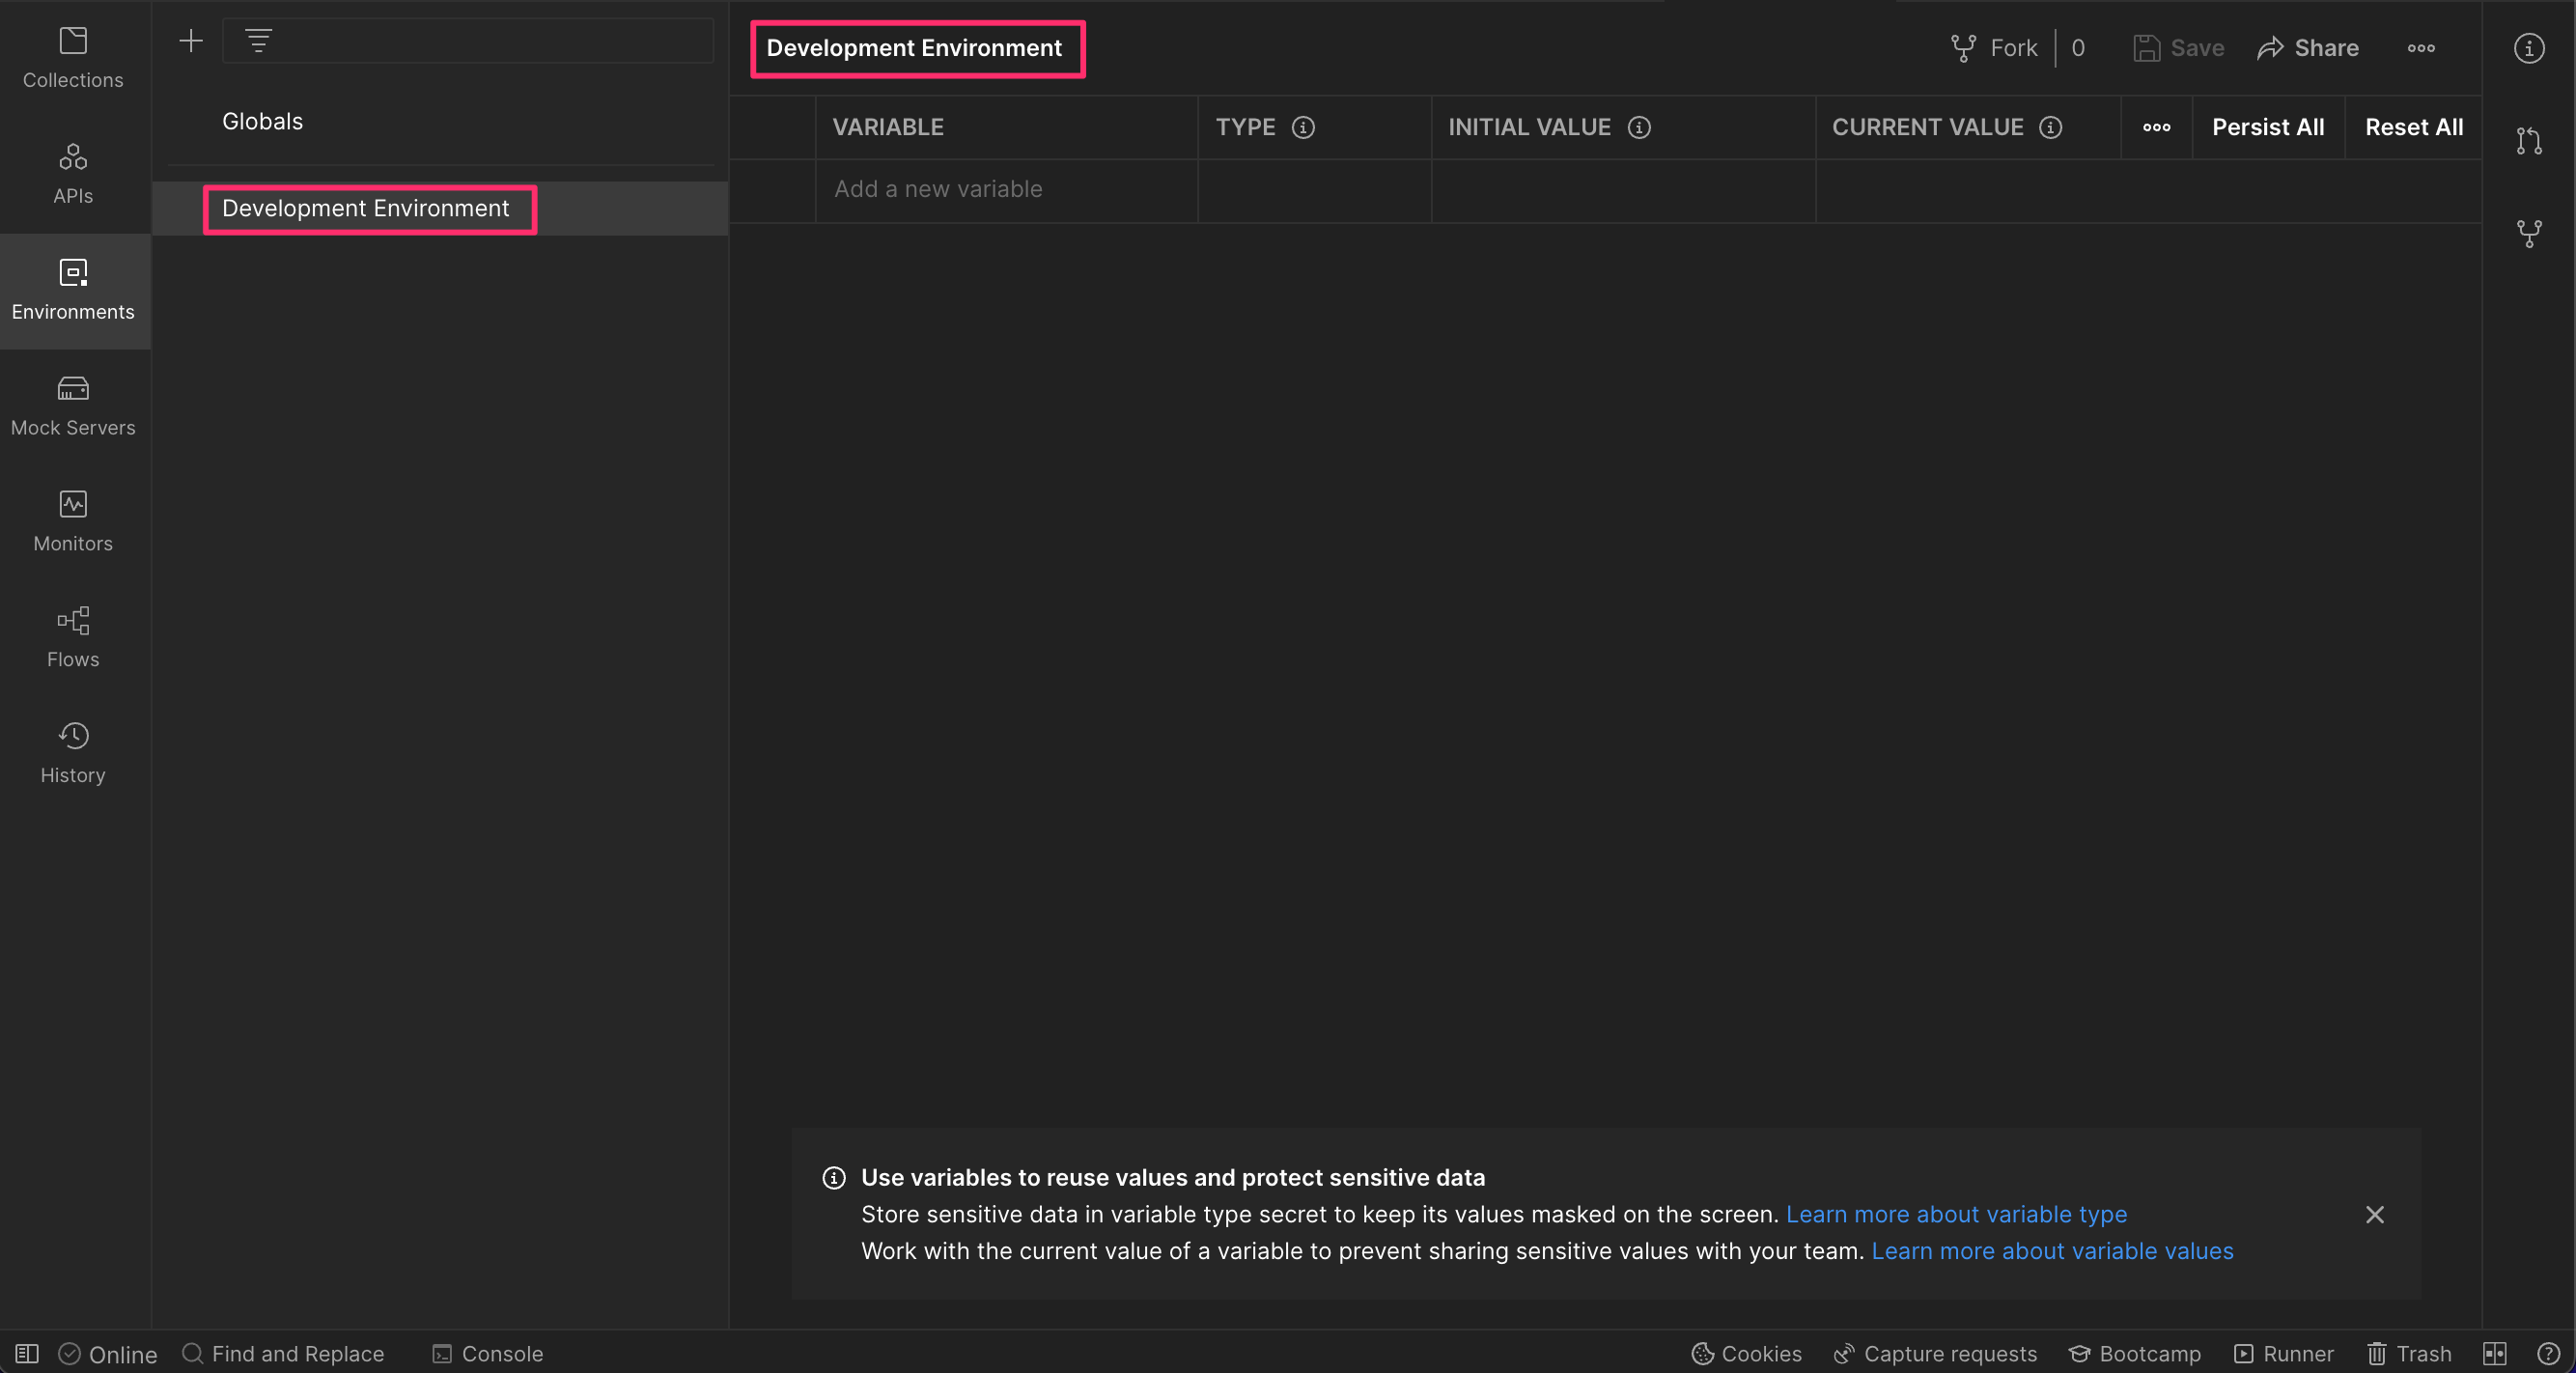 Collections
APIs
Environments
Mock Servers
Monitors
Flows
History
Globals
Development Environment
Development Environment
Fork 0 Save Share
VARIABLE TYPE INITIAL VALUE CURRENT VALUE Persist All Reset All
Add a new variable
Use variables to reuse values and protect sensitive data
Store sensitive data in variable type secret to keep its values masked on the screen. Learn more about variable type
Work with the current value of a variable to prevent sharing sensitive values with your team. Learn more about variable values
Online Find and Replace Console Cookies Capture requests Bootcamp Runner Trash